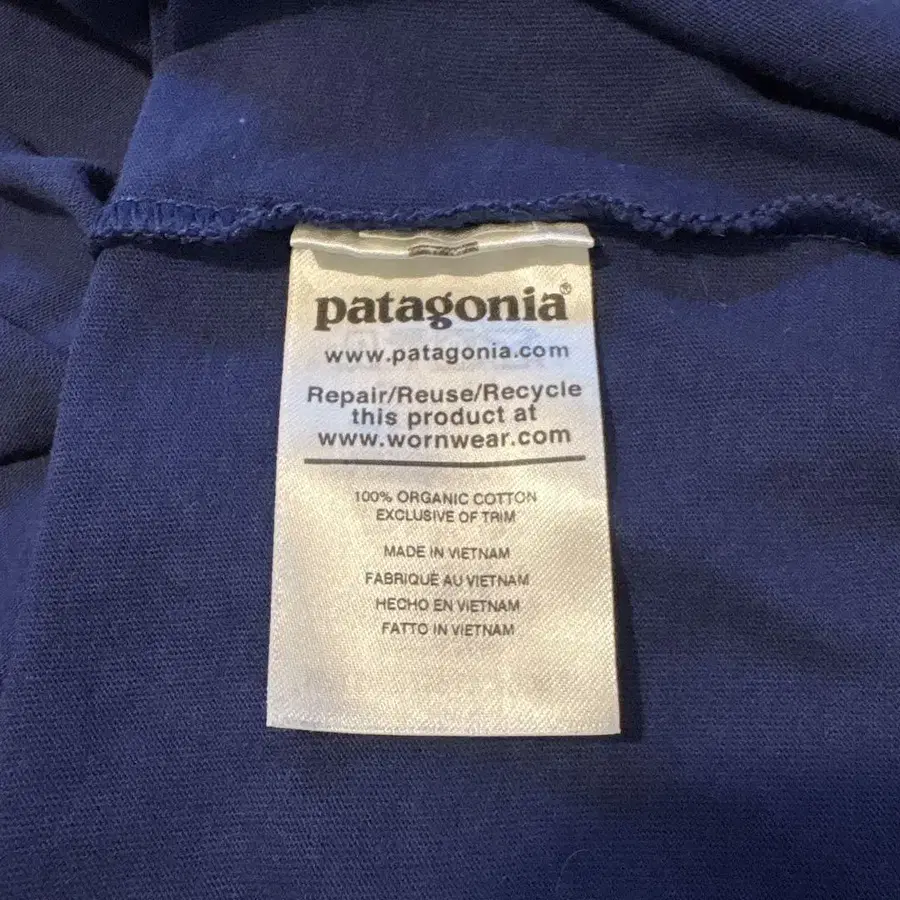 patagonia®
www.patagonia.com
Repair/Reuse/Recycle
this product at
www.wornwear.com
100% ORGANIC COTTON
EXCLUSIVE OF TRIM
MADE IN VIETNAM
FABRIQUÉ AU VIETNAM
HECHO EN VIETNAM
FATTO IN VIETNAM